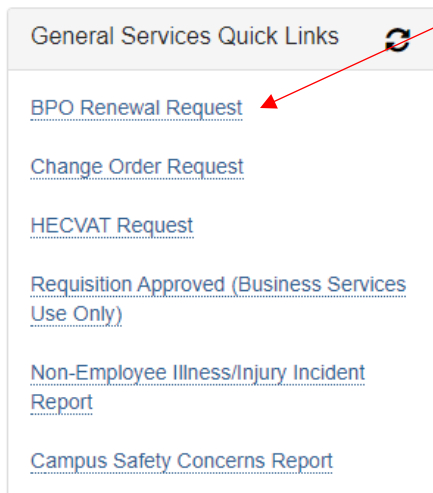 General Services Quick Links
BPO Renewal Request
Change Order Request
HECVAT Request
Requisition Approved (Business Services
Use Only)
Non-Employee Illness/Injury Incident
Report
Campus Safety Concerns Report